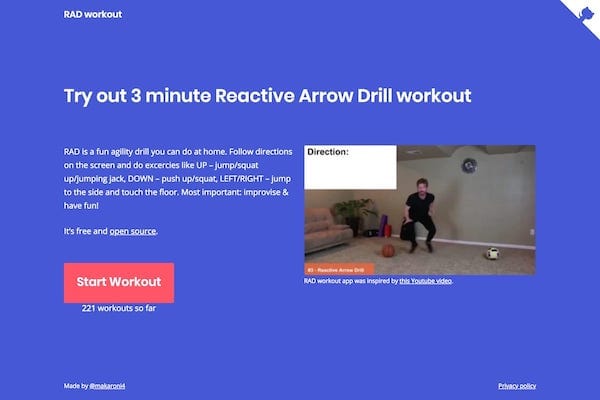 RAD workout
Try out 3 minute Reactive Arrow Drill workout
RAD is a fun agility drill you can do at home. Follow directions
on the screen and do excercies like UP – jump/squat
up/jumping jack, DOWN – push up/squat, LEFT/RIGHT – jump
to the side and touch the floor. Most important: improvise &
have fun!
It's free and open source.
Start Workout
221 workouts so far
Direction:
#3 - Reactive Arrow Drill
RAD workout app was inspired by this Youtube video.
Made by @makaroni4
Privacy policy